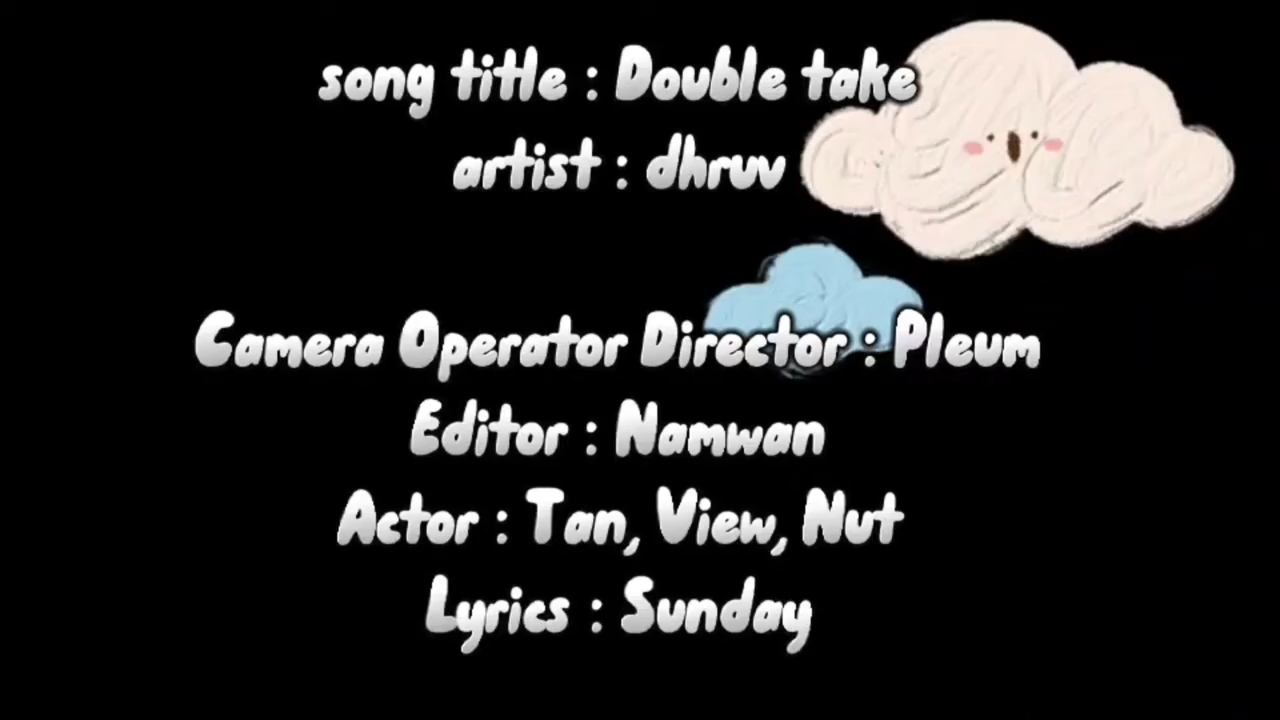 song title : Double take
artist : dhruv
Camera Operator Director : Pleum
Editor : Namwan
Actor : Tan, View, Nut
Lyrics : Sunday